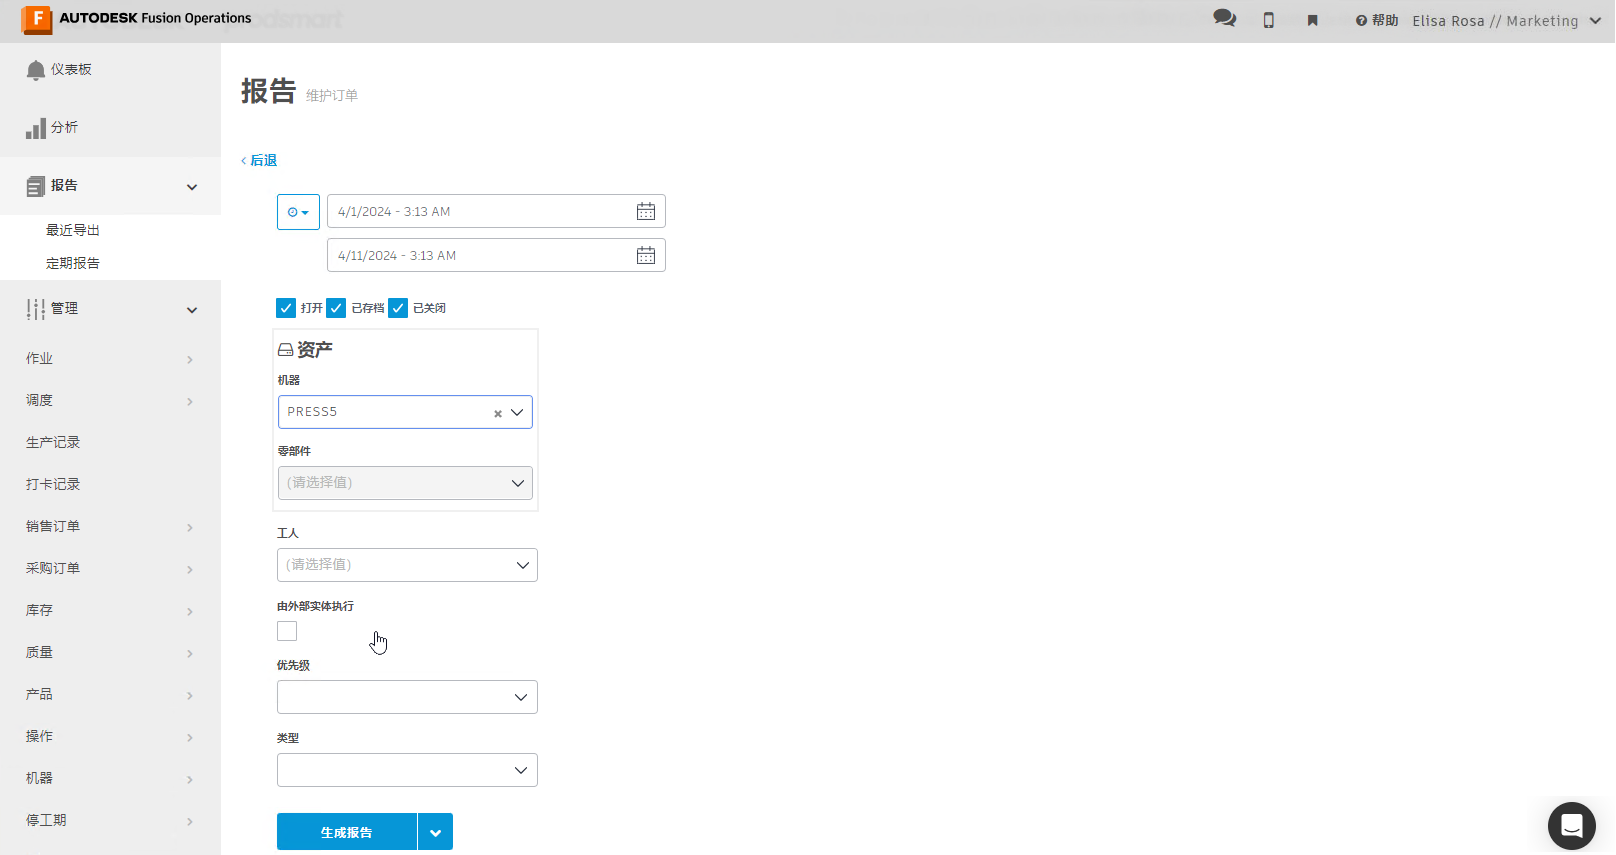 AUTODESK Fusion Operations
帮助
Elisa Rosa // Marketing
仪表板
分析
报告
最近导出
定期报告
管理
作业
调度
生产记录
打卡记录
销售订单
采购订单
库存
质量
产品
操作
机器
停工期
报告 维护订单
< 后退
4/1/2024 - 3:13 AM
4/11/2024 - 3:13 AM
打开 已存档 已关闭
资产
机器
PRESS5
零部件
(请选择值)
工人
(请选择值)
由外部实体执行
优先级
类型
生成报告